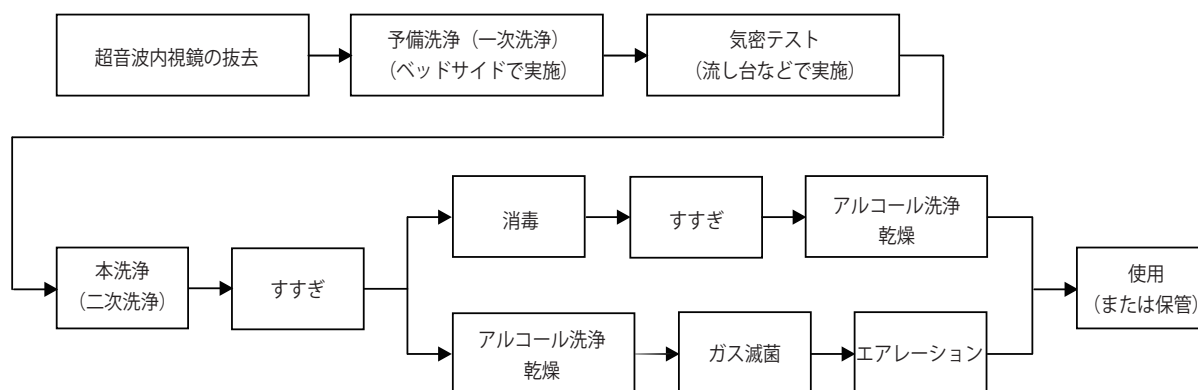 超音波内視鏡の抜去
予備洗浄（一次洗浄）
（ベッドサイドで実施）
気密テスト
（流し台などで実施）
本洗浄
（二次洗浄）
すすぎ
消毒
すすぎ
アルコール洗浄
乾燥
アルコール洗浄
乾燥
ガス滅菌
エアレーション
使用
（または保管）